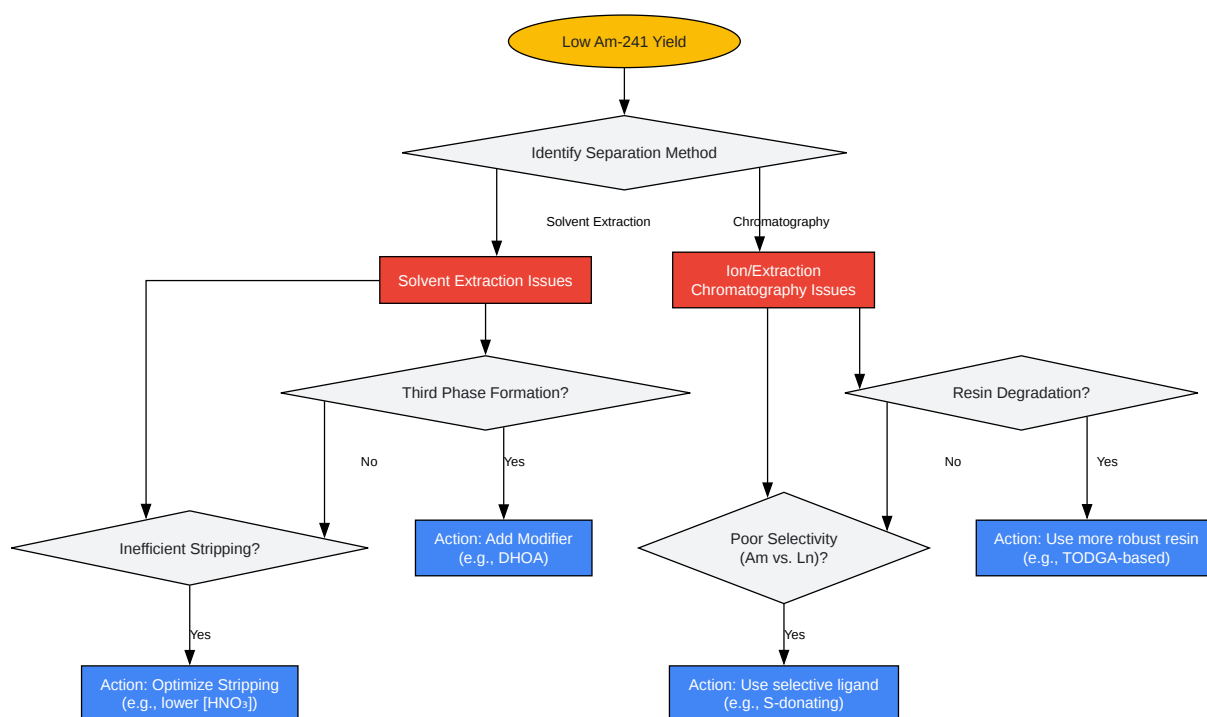 Low Am-241 Yield
Identify Separation Method
Solvent Extraction
Chromatography
Solvent Extraction Issues
Ion/Extraction
Chromatography Issues
Third Phase Formation?
Resin Degradation?
No
Yes
No
Yes
Inefficient Stripping?
Action: Add Modifier
(e.g., DHOA)
Poor Selectivity
(Am vs. Ln)?
Action: Use more robust resin
(e.g., TODGA-based)
Yes
Yes
Action: Optimize Stripping
(e.g., lower [HNO₃])
Action: Use selective ligand
(e.g., S-donating)